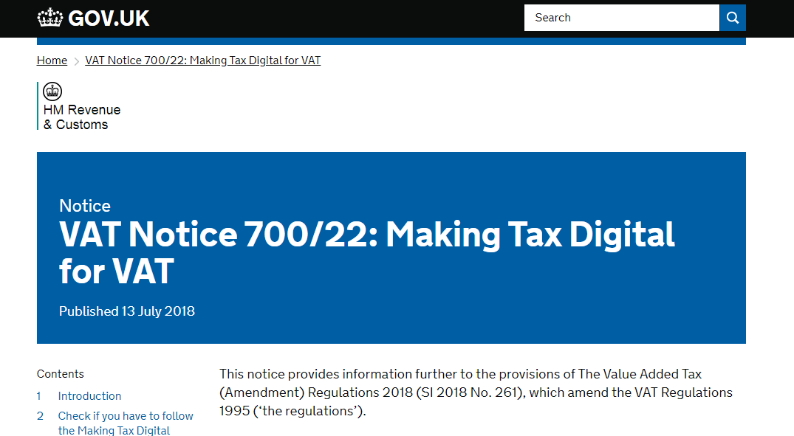 GOV.UK
Search
Home > VAT Notice 700/22: Making Tax Digital for VAT
HM Revenue
& Customs
Notice
VAT Notice 700/22: Making Tax Digital
for VAT
Published 13 July 2018
Contents
1 Introduction
2 Check if you have to follow
the Making Tax Digital
This notice provides information further to the provisions of The Value Added Tax
(Amendment) Regulations 2018 (SI 2018 No. 261), which amend the VAT Regulations
1995 (‘the regulations’).